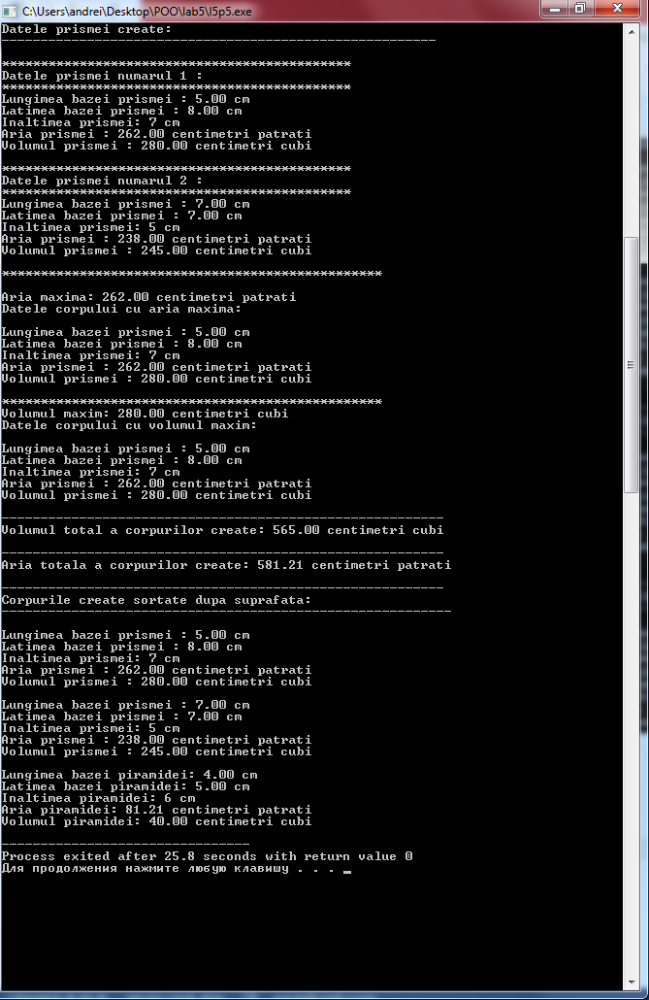 C:\Users\andrei\Desktop\POO\lab5\l5p5.exe
Datele prismei create:
--------------------------------------------------------
*********************************************
Datele prismei numarul 1 :
*********************************************
Lungimea bazei prismei : 5.00 cm
Latimea bazei prismei : 8.00 cm
Inaltimea prismei: 7 cm
Aria prismei : 262.00 centimetri patrati
Volumul prismei : 280.00 centimetri cubi
*********************************************
Datele prismei numarul 2 :
*********************************************
Lungimea bazei prismei : 7.00 cm
Latimea bazei prismei : 7.00 cm
Inaltimea prismei: 5 cm
Aria prismei : 238.00 centimetri patrati
Volumul prismei : 245.00 centimetri cubi
*************************************************
Aria maxima: 262.00 centimetri patrati
Datele corpului cu aria maxima:
Lungimea bazei prismei : 5.00 cm
Latimea bazei prismei : 8.00 cm
Inaltimea prismei: 7 cm
Aria prismei : 262.00 centimetri patrati
Volumul prismei : 280.00 centimetri cubi
*************************************************
Volumul maxim: 280.00 centimetri cubi
Datele corpului cu volumul maxim:
Lungimea bazei prismei : 5.00 cm
Latimea bazei prismei : 8.00 cm
Inaltimea prismei: 7 cm
Aria prismei : 262.00 centimetri patrati
Volumul prismei : 280.00 centimetri cubi
---------------------------------------------------------
Volumul total a corpurilor create: 565.00 centimetri cubi
---------------------------------------------------------
Aria totala a corpurilor create: 581.21 centimetri patrati
---------------------------------------------------------
Corpurile create sortate dupa suprafata:
----------------------------------------------------------
Lungimea bazei prismei : 5.00 cm
Latimea bazei prismei : 8.00 cm
Inaltimea prismei: 7 cm
Aria prismei : 262.00 centimetri patrati
Volumul prismei : 280.00 centimetri cubi
Lungimea bazei prismei : 7.00 cm
Latimea bazei prismei : 7.00 cm
Inaltimea prismei: 5 cm
Aria prismei : 238.00 centimetri patrati
Volumul prismei : 245.00 centimetri cubi
Lungimea bazei piramidei: 4.00 cm
Latimea bazei piramidei: 5.00 cm
Inaltimea piramidei: 6 cm
Aria piramidei: 81.21 centimetri patrati
Volumul piramidei: 40.00 centimetri cubi
--------------------------------
Process exited after 25.8 seconds with return value 0
Для продолжения нажмите любую клавишу . . . _